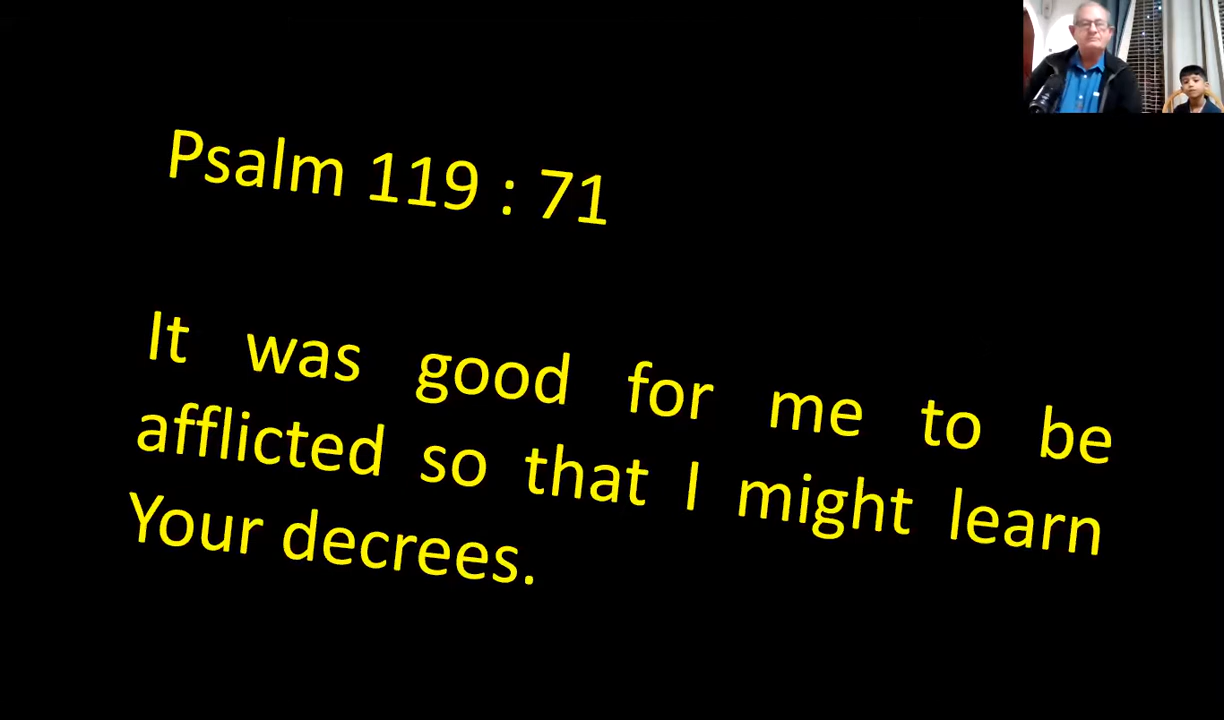 Psalm 119 : 71
It was good for me to be
afflicted so that I might learn
Your decrees.